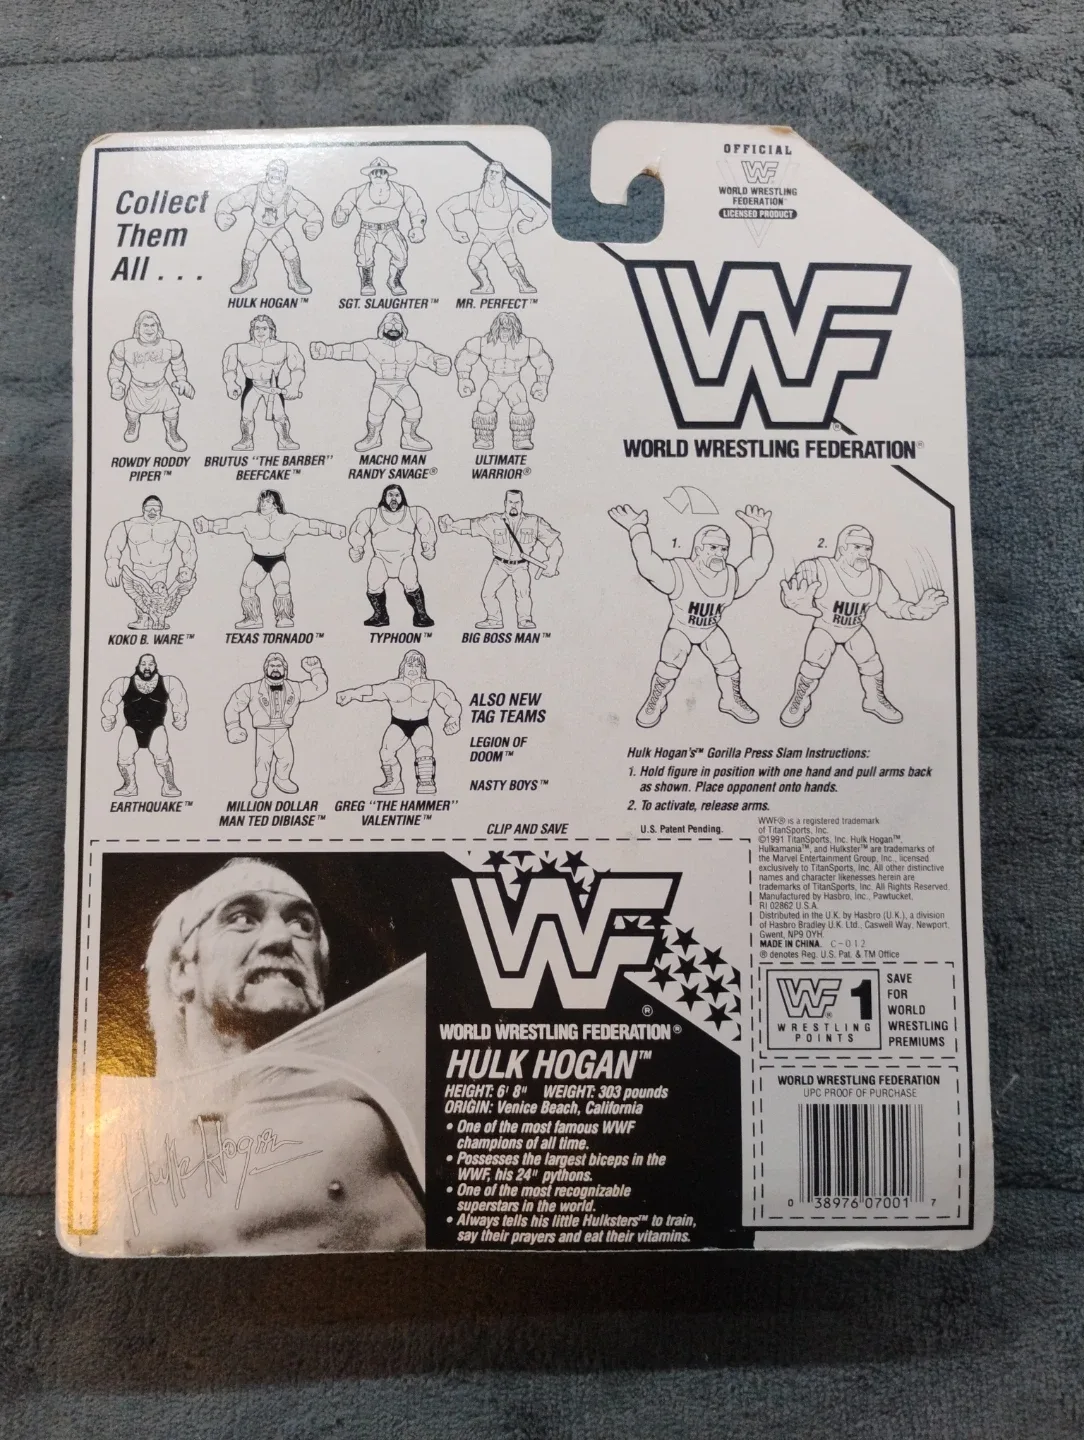 Collect
Them
All . . .
HULK HOGAN™
SGT. SLAUGHTER™
MR. PERFECT™
ROWDY RODDY
PIPER™
BRUTUS "THE BARBER"
BEEFCAKE™
MACHO MAN
RANDY SAVAGE®
ULTIMATE
WARRIOR®
KOKO B. WARE™
TEXAS TORNADO™
TYPHOON™
BIG BOSS MAN™
EARTHQUAKE™
MILLION DOLLAR
MAN TED DIBIASE™
GREG "THE HAMMER"
VALENTINE™
ALSO NEW
TAG TEAMS
LEGION OF
DOOM™
NASTY BOYS™
CLIP AND SAVE
OFFICIAL
WF
WORLD WRESTLING
FEDERATION™
LICENSED PRODUCT
WF
®
WORLD WRESTLING FEDERATION®
1.
HULK
RULES
2.
HULK
RULES
Hulk Hogan's™ Gorilla Press Slam Instructions:
1. Hold figure in position with one hand and pull arms back
as shown. Place opponent onto hands.
2. To activate, release arms.
U.S. Patent Pending.
WWF® is a registered trademark
of TitanSports, Inc.
©1991 TitanSports, Inc. Hulk Hogan™,
Hulkamania™, and Hulkster™ are trademarks of
the Marvel Entertainment Group, Inc., licensed
exclusively to TitanSports, Inc. All other distinctive
names and character likenesses herein are
trademarks of TitanSports, Inc. All Rights Reserved.
Manufactured by Hasbro, Inc., Pawtucket,
RI 02862 U.S.A.
Distributed in the U.K. by Hasbro (U.K.), a division
of Hasbro Bradley U.K. Ltd., Caswell Way, Newport,
Gwent, NP9 0YH.
MADE IN CHINA. C-012
® denotes Reg. U.S. Pat. & TM Office
WF® 1
WRESTLING
POINTS
SAVE
FOR
WORLD
WRESTLING
PREMIUMS
WORLD WRESTLING FEDERATION
UPC PROOF OF PURCHASE
0 38976 07001 7
WF
®
WORLD WRESTLING FEDERATION®
HULK HOGAN™
HEIGHT: 6' 8" WEIGHT: 303 pounds
ORIGIN: Venice Beach, California
• One of the most famous WWF
champions of all time.
• Possesses the largest biceps in the
WWF, his 24" pythons.
• One of the most recognizable
superstars in the world.
• Always tells his little Hulksters™ to train,
say their prayers and eat their vitamins.
Hulk Hogan